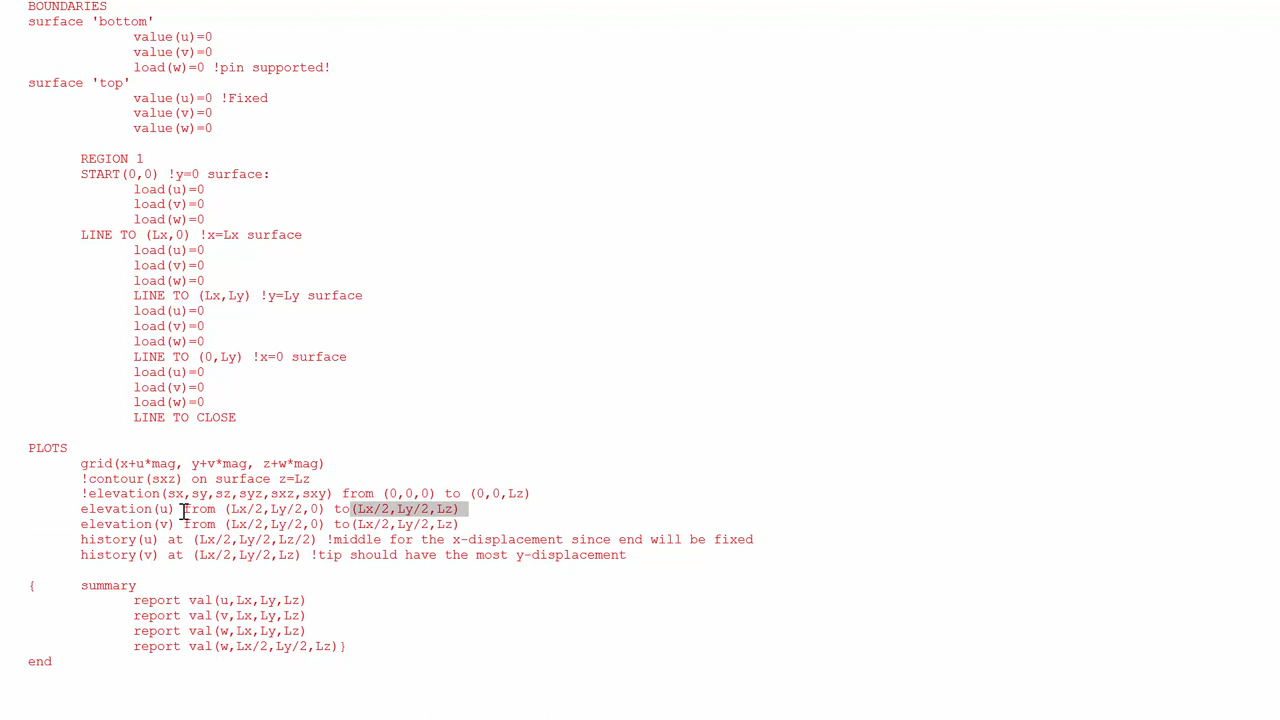 BOUNDARIES
surface 'bottom'
value(u)=0
value(v)=0
load(w)=0 !pin supported!
surface 'top'
value(u)=0 !Fixed
value(v)=0
value(w)=0
REGION 1
START(0,0) !y=0 surface:
load(u)=0
load(v)=0
load(w)=0
LINE TO (Lx,0) !x=Lx surface
load(u)=0
load(v)=0
load(w)=0
LINE TO (Lx,Ly) !y=Ly surface
load(u)=0
load(v)=0
load(w)=0
LINE TO (0,Ly) !x=0 surface
load(u)=0
load(v)=0
load(w)=0
LINE TO CLOSE
PLOTS
grid(x+u*mag, y+v*mag, z+w*mag)
!contour(sxz) on surface z=Lz
!elevation(sx,sy,sz,syz,sxz,sxy) from (0,0,0) to (0,0,Lz)
elevation(u) from (Lx/2,Ly/2,0) to(Lx/2,Ly/2,Lz)
elevation(v) from (Lx/2,Ly/2,0) to(Lx/2,Ly/2,Lz)
history(u) at (Lx/2,Ly/2,Lz/2) !middle for the x-displacement since end will be fixed
history(v) at (Lx/2,Ly/2,Lz) !tip should have the most y-displacement
{ summary
report val(u,Lx,Ly,Lz)
report val(v,Lx,Ly,Lz)
report val(w,Lx,Ly,Lz)
report val(w,Lx/2,Ly/2,Lz)}
end